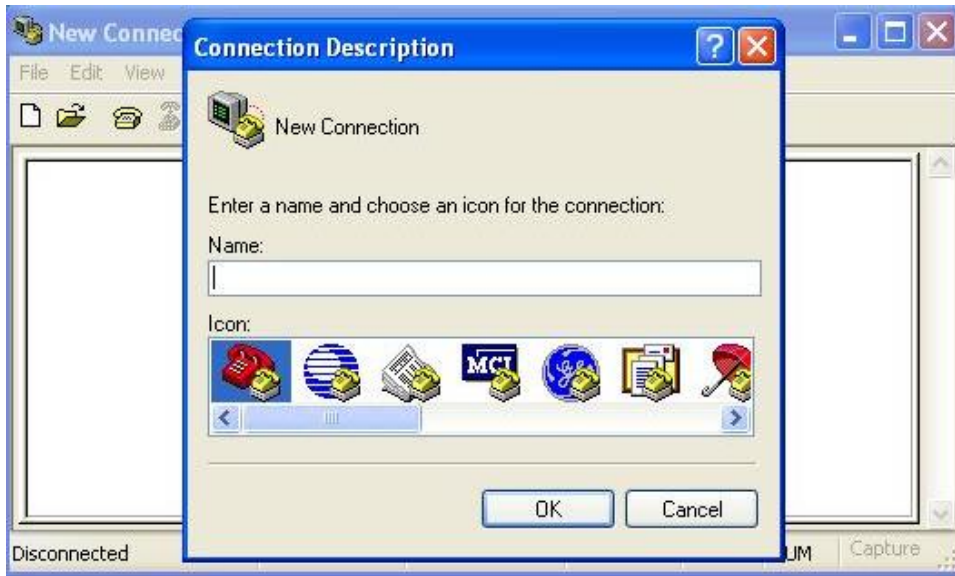 New Connec
File Edit View
Connection Description
New Connection
Enter a name and choose an icon for the connection:
Name:
Icon:
MCI
OK Cancel
Disconnected UM Capture